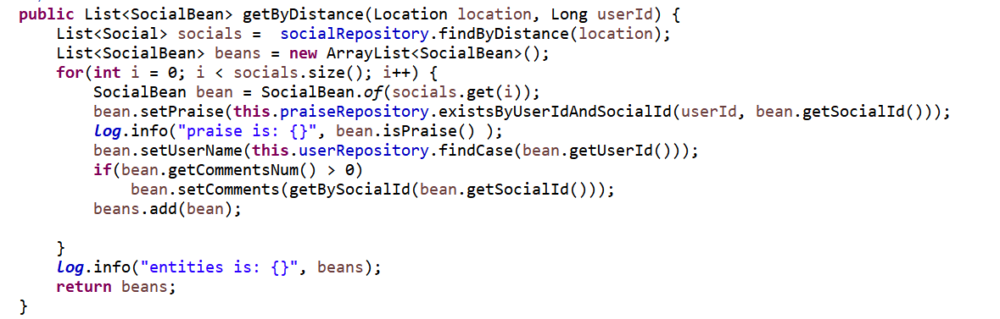 public List<SocialBean> getByDistance(Location location, Long userId) {
    List<Social> socials =  socialRepository.findByDistance(location);
    List<SocialBean> beans = new ArrayList<SocialBean>();
    for(int i = 0; i < socials.size(); i++) {
        SocialBean bean = SocialBean.of(socials.get(i));
        bean.setPraise(this.praiseRepository.existsByUserIdAndSocialId(userId, bean.getSocialId()));
        log.info("praise is: {}", bean.isPraise() );
        bean.setUserName(this.userRepository.findCase(bean.getUserId()));
        if(bean.getCommentsNum() > 0)
            bean.setComments(getBySocialId(bean.getSocialId()));
        beans.add(bean);

    }
    log.info("entities is: {}", beans);
    return beans;
}